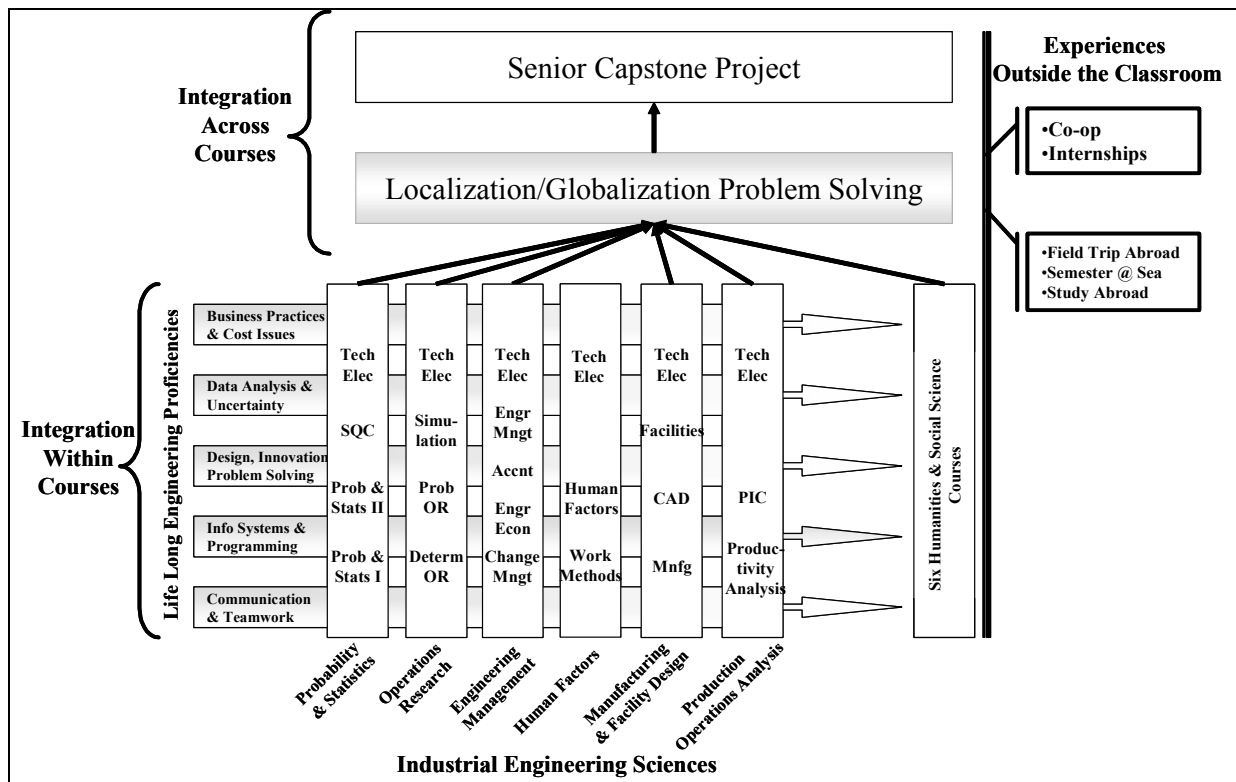 Senior Capstone Project
Integration
Across
Courses
Localization/Globalization Problem Solving
Experiences
Outside the Classroom
•Co-op
•Internships
•Field Trip Abroad
•Semester @ Sea
•Study Abroad
Integration
Within
Courses
Life Long Engineering Proficiencies
Business Practices
& Cost Issues
Data Analysis &
Uncertainty
Design, Innovation
Problem Solving
Info Systems &
Programming
Communication
& Teamwork
Tech
Elec
SQC
Prob &
Stats II
Prob &
Stats I
Tech
Elec
Simu-
lation
Prob
OR
Determ
OR
Tech
Elec
Engr
Mngt
Accnt
Engr
Econ
Change
Mngt
Tech
Elec
Human
Factors
Work
Methods
Tech
Elec
Facilities
CAD
Mnfg
Tech
Elec
PIC
Produc-
tivity
Analysis
Six Humanities & Social Science
Courses
Probability
& Statistics
Operations
Research
Engineering
Management
Human Factors
Manufacturing
& Facility Design
Production
Operations Analysis
Industrial Engineering Sciences